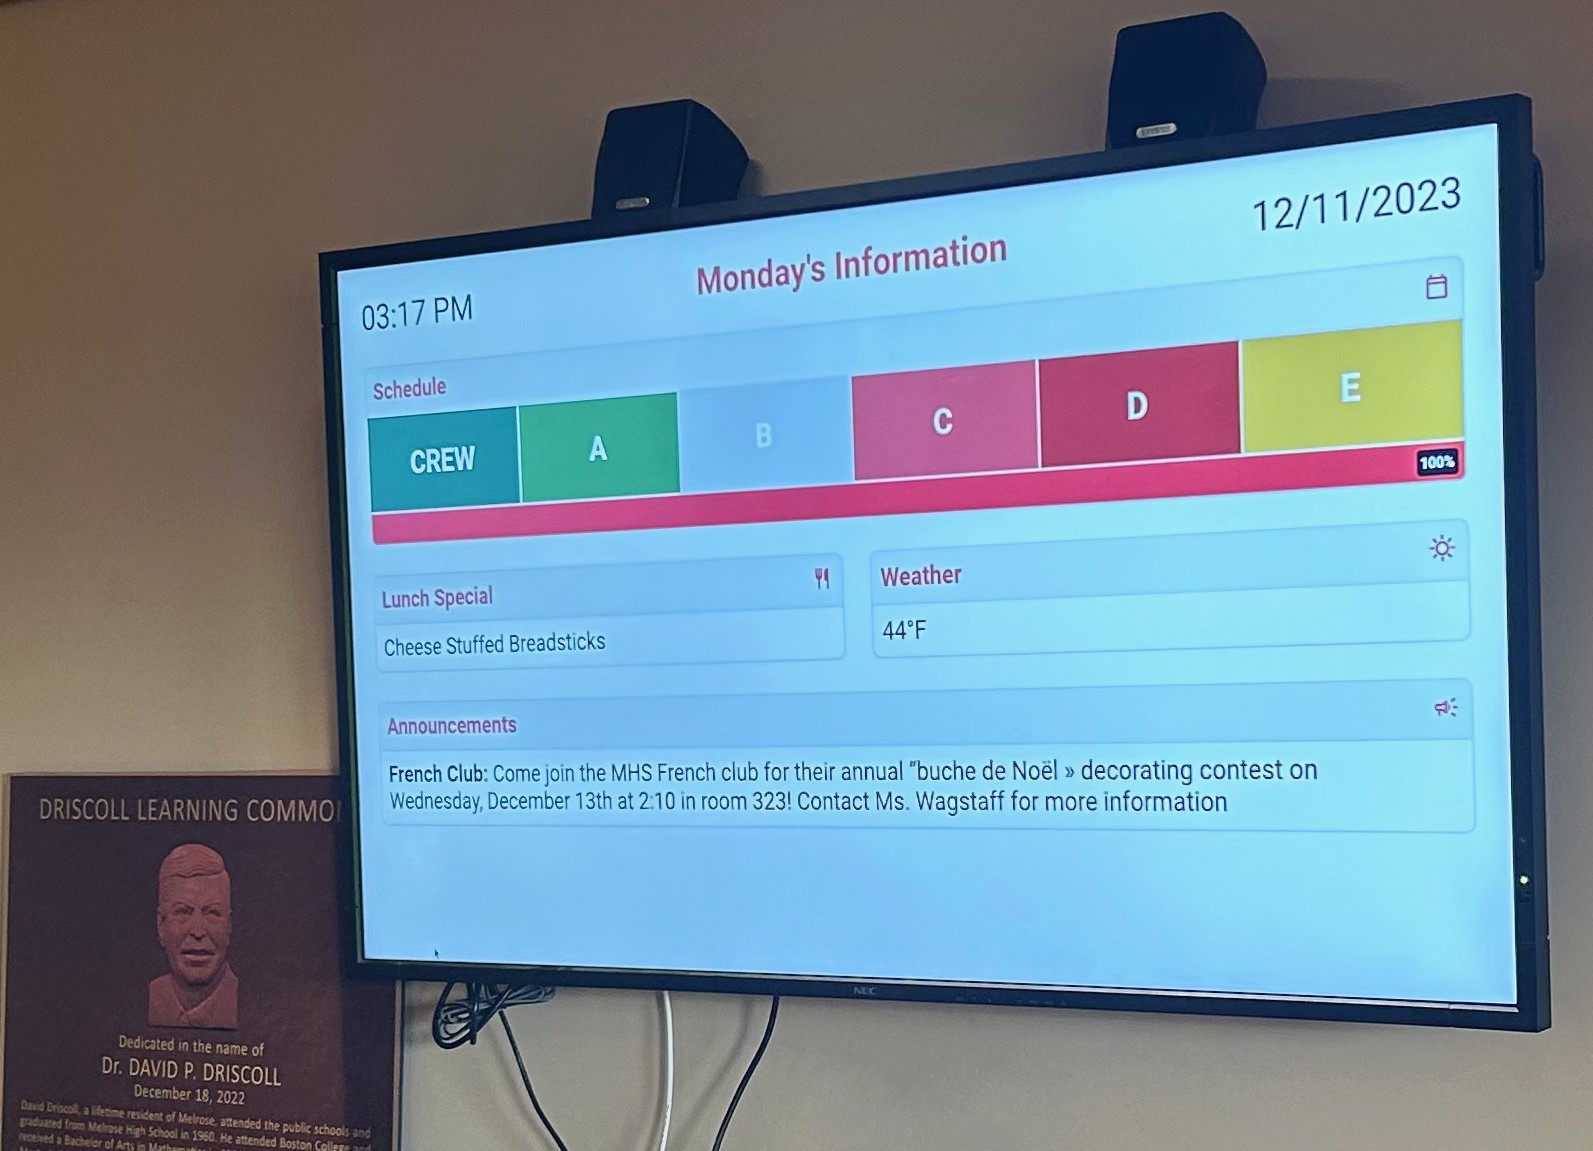 12/11/2023
Monday's Information
03:17 PM
Schedule
CREW
A
B
C
D
E
100%
Lunch Special
Cheese Stuffed Breadsticks
Weather
44°F
Announcements
French Club: Come join the MHS French club for their annual "buche de Noël » decorating contest on
Wednesday, December 13th at 2:10 in room 323! Contact Ms. Wagstaff for more information
NEC
DRISCOLL LEARNING COMMO
Dedicated in the name of
Dr. DAVID P. DRISCOLL
December 18, 2022
David Driscoll, a lifetime resident of Melrose, attended the public schools and
graduated from Melrose High School in 1960. He attended Boston College and
received a Bachelor of Arts in